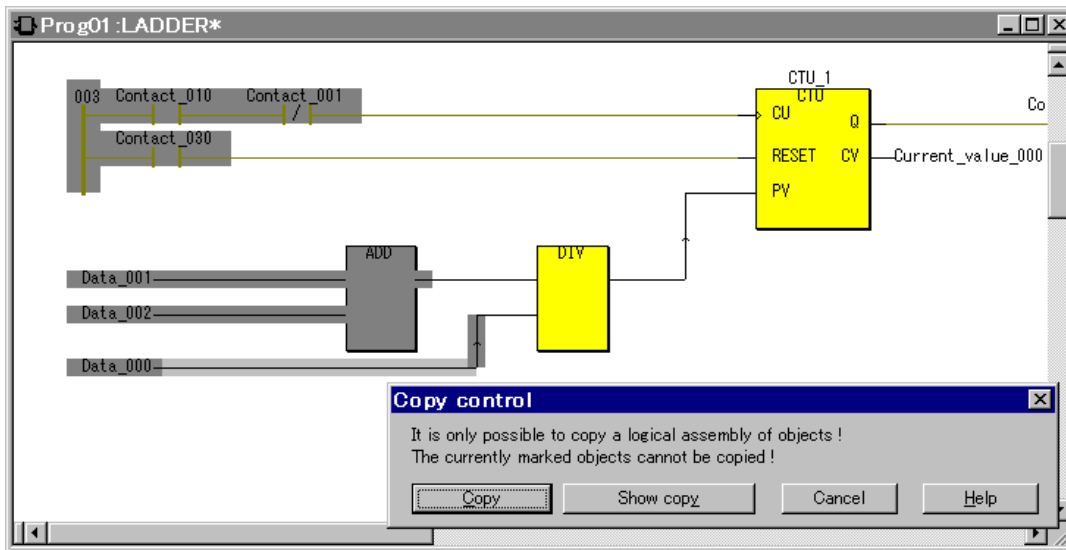 Prog01:LADDER*
CTU_1
003 Contact_010 Contact_001
CTU
CU Q Co
Contact_030
RESET CV Current_value_000
PV
ADD DIV
Data_001
Data_002
Data_000
Copy control
It is only possible to copy a logical assembly of objects !
The currently marked objects cannot be copied !
Copy Show copy Cancel Help